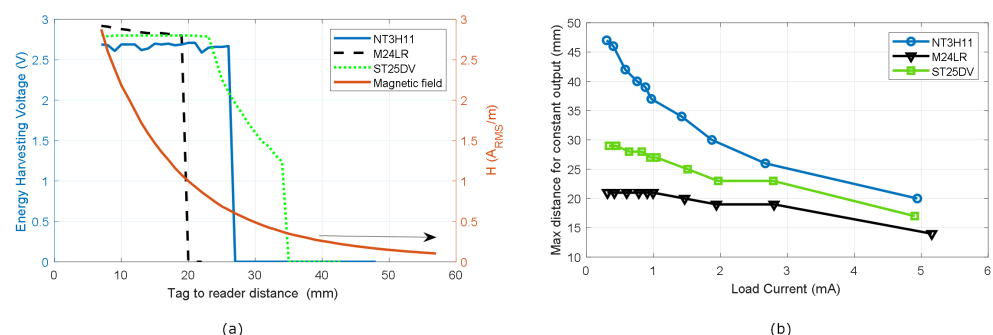 3
2.5
2
1.5
1
0.5
0
Energy Harvesting Voltage (V)
NT3H11
M24LR
ST25DV
Magnetic field
3
2.5
2
1.5
1
0.5
0
H (A_RMS/m)
0 10 20 30 40 50 60
Tag to reader distance (mm)
(a)
50
45
40
35
30
25
20
15
10
Max distance for constant output (mm)
NT3H11
M24LR
ST25DV
0 1 2 3 4 5 6
Load Current (mA)
(b)